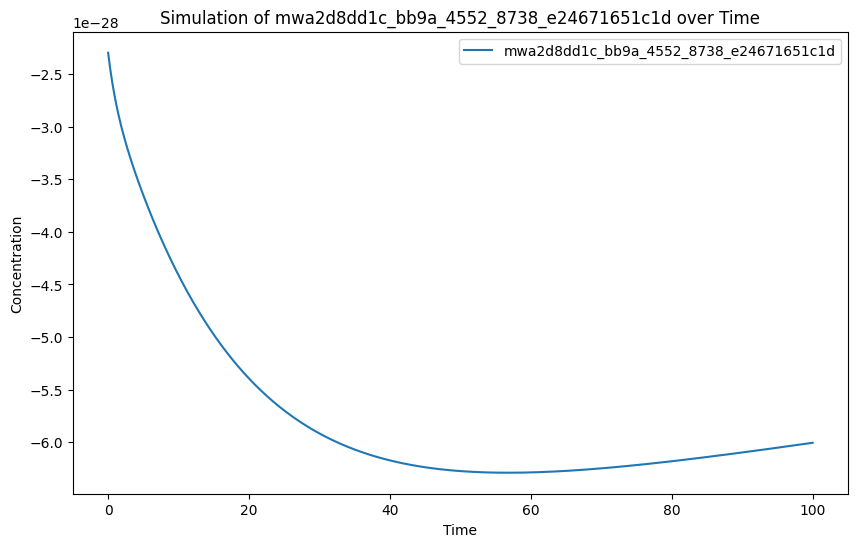 Simulation of mwa2d8dd1c_bb9a_4552_8738_e24671651c1d over Time
1e−28
mwa2d8dd1c_bb9a_4552_8738_e24671651c1d
−2.5
−3.0
−3.5
−4.0
−4.5
−5.0
−5.5
−6.0
Concentration
0 20 40 60 80 100
Time